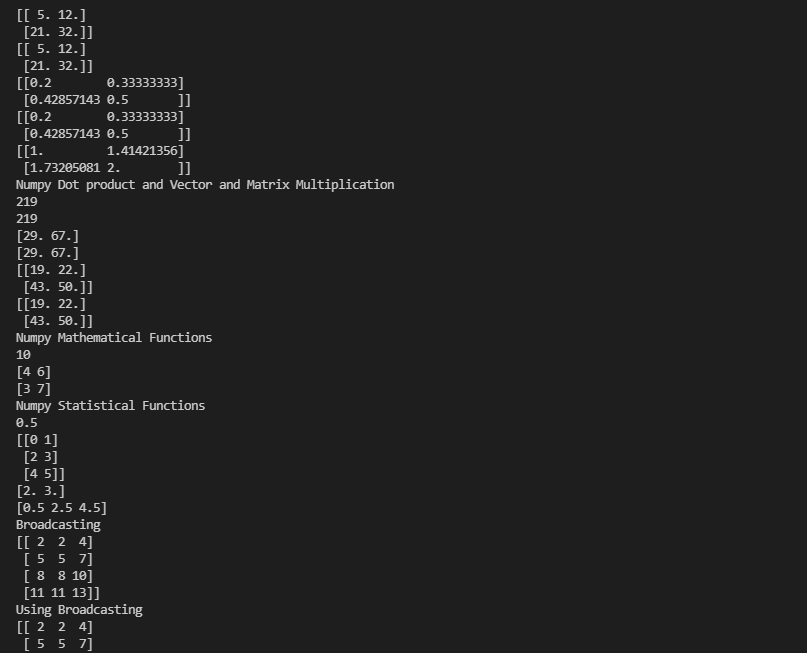 [[ 5. 12.]
 [21. 32.]]
[[ 5. 12.]
 [21. 32.]]
[[0.2        0.33333333]
 [0.42857143 0.5       ]]
[[0.2        0.33333333]
 [0.42857143 0.5       ]]
[[1.         1.41421356]
 [1.73205081 2.        ]]
Numpy Dot product and Vector and Matrix Multiplication
219
219
[29. 67.]
[29. 67.]
[[19. 22.]
 [43. 50.]]
[[19. 22.]
 [43. 50.]]
Numpy Mathematical Functions
10
[4 6]
[3 7]
Numpy Statistical Functions
0.5
[[0 1]
 [2 3]
 [4 5]]
[2. 3.]
[0.5 2.5 4.5]
Broadcasting
[[ 2  2  4]
 [ 5  5  7]
 [ 8  8 10]
 [11 11 13]]
Using Broadcasting
[[ 2  2  4]
 [ 5  5  7]